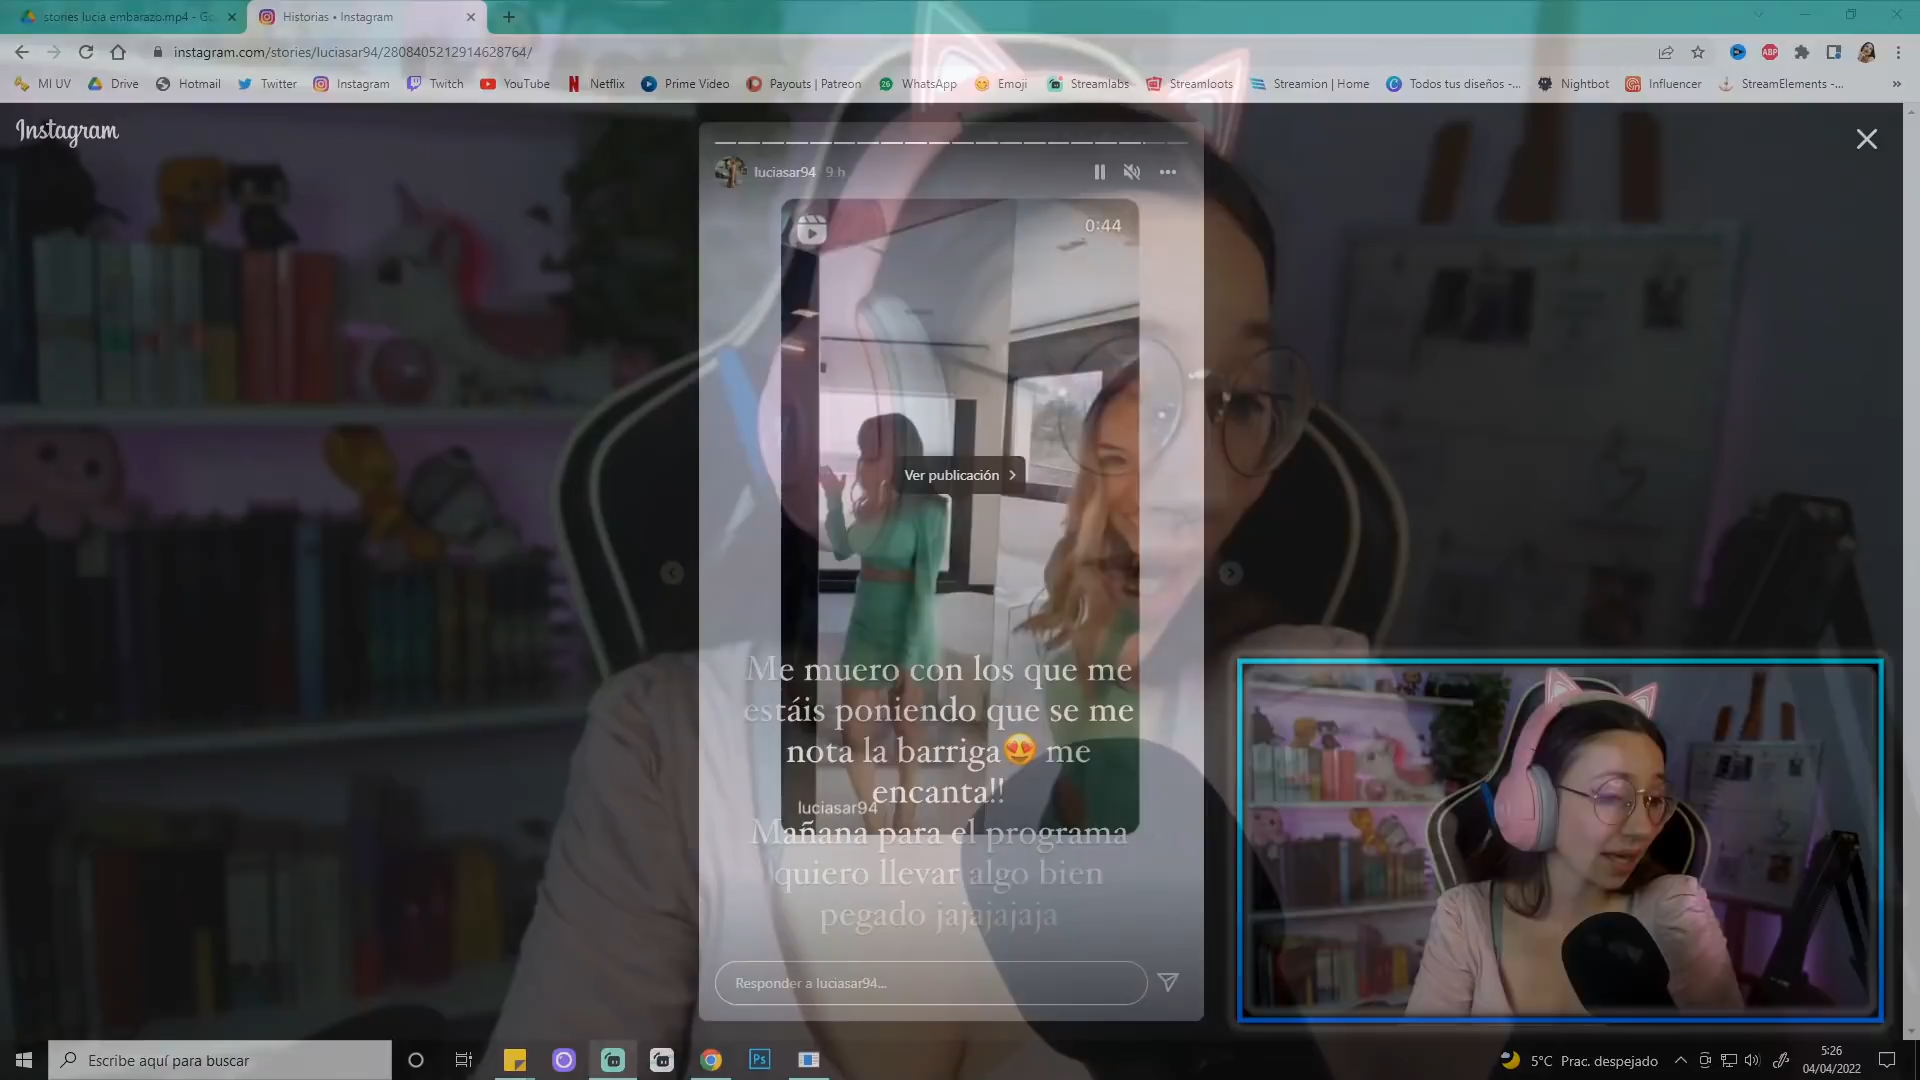 stories lucia embarazo.mp4 - Go
Historias • Instagram
instagram.com/stories/luciasar94/2808405212914628764/
MI UV
Drive
Hotmail
Twitter
Instagram
Twitch
YouTube
Netflix
Prime Video
Payouts | Patreon
WhatsApp
Emoji
Streamlabs
Streamloots
Streamion | Home
Todos tus diseños -...
Nightbot
Influencer
StreamElements -...
»
ABP
26
Instagram
luciasar94 9 h
0:44
Ver publicación
Me muero con los que me
estáis poniendo que se me
nota la barriga😍 me
encanta!!
luciasar94
Mañana para el programa
quiero llevar algo bien
pegado jajajajaja
Responder a luciasar94...
Escribe aquí para buscar
Ps
5°C Prac. despejado
5:26
04/04/2022